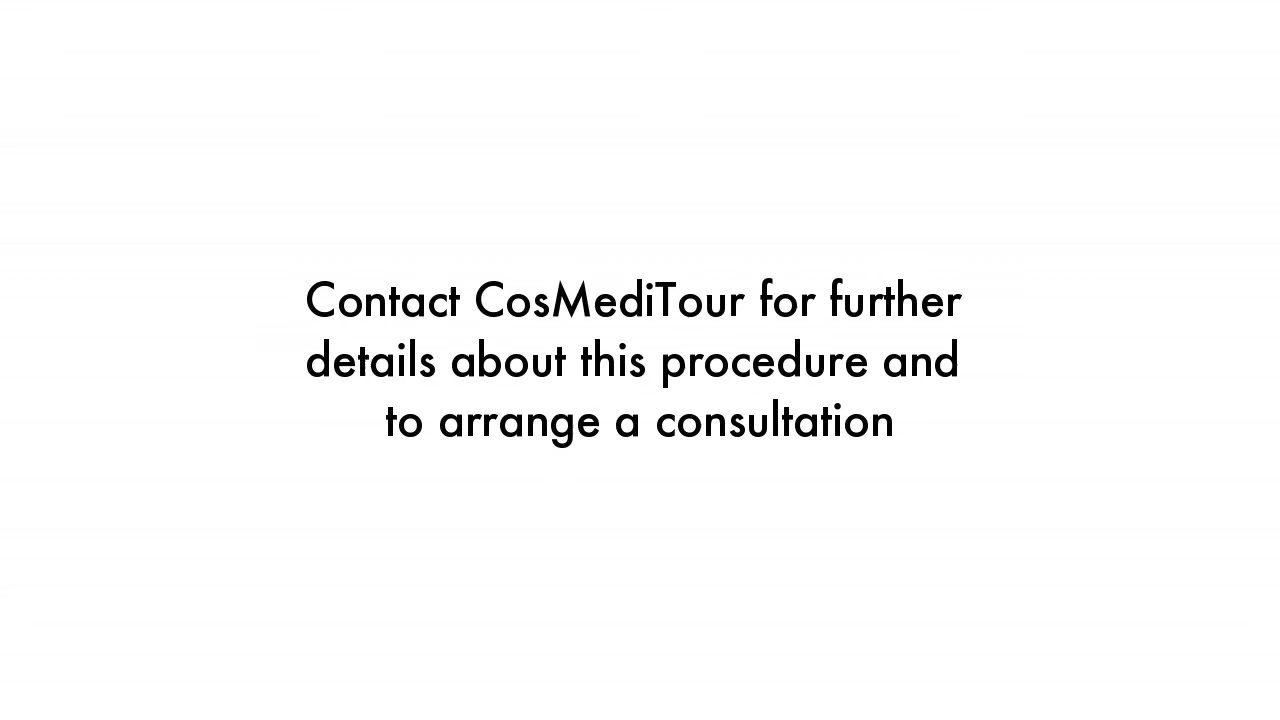 Contact CosMediTour for further
details about this procedure and
to arrange a consultation